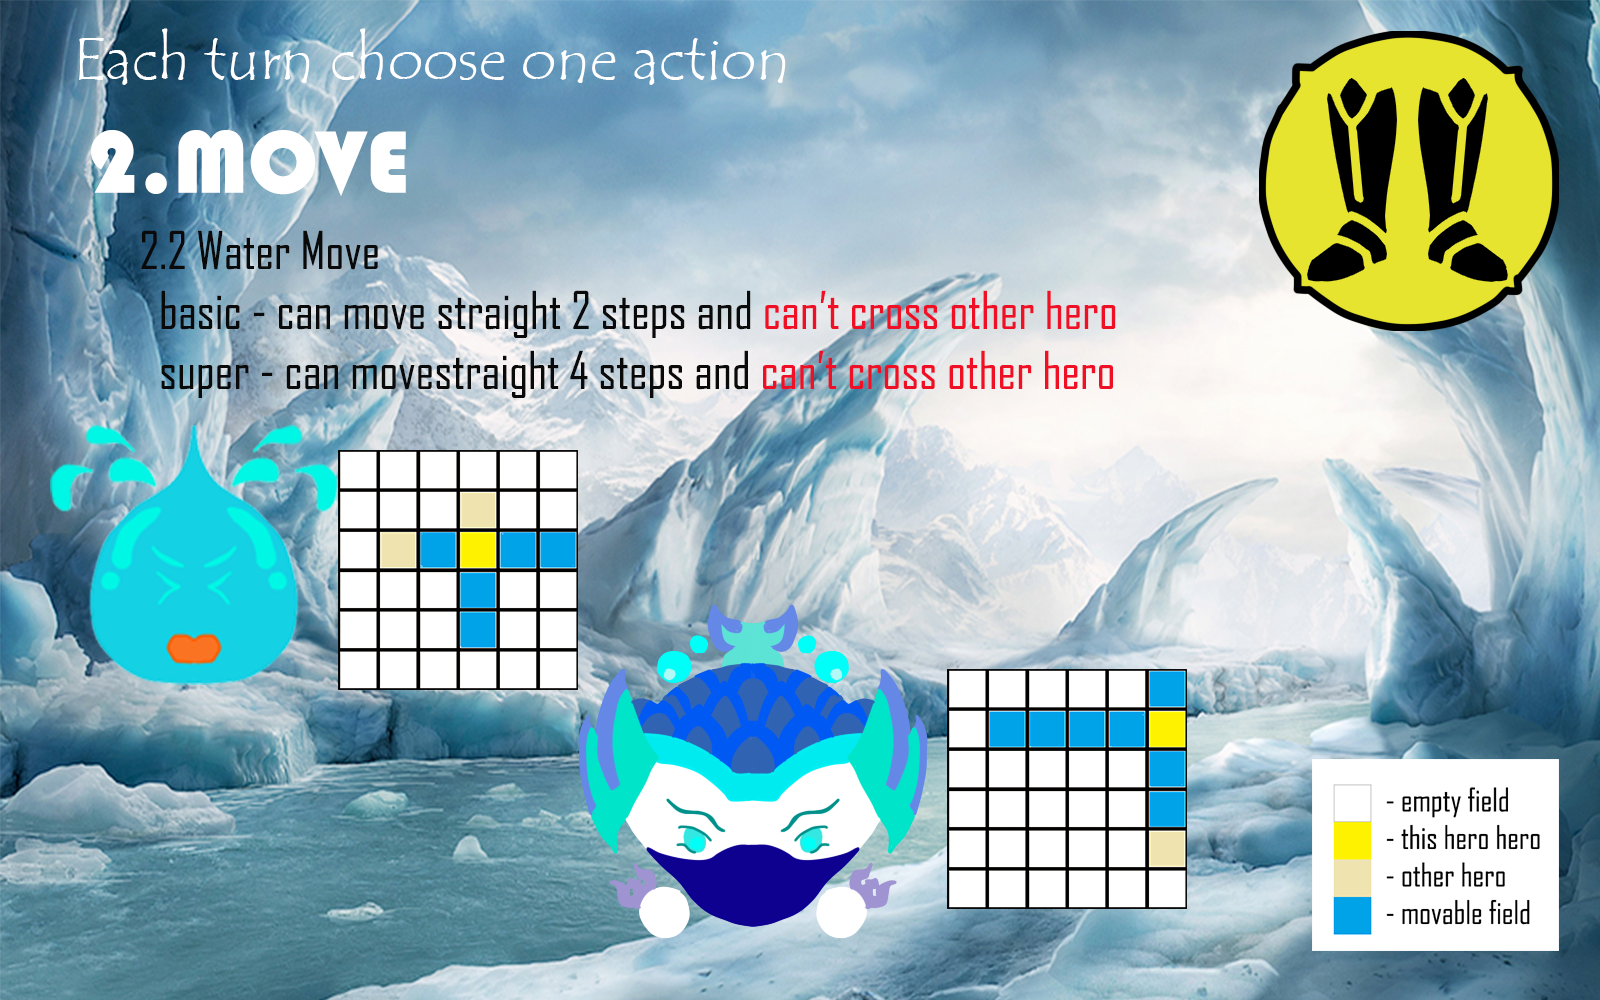 Each turn choose one action
2.MOVE
2.2 Water Move
basic - can move straight 2 steps and can't cross other hero
super - can movestraight 4 steps and can't cross other hero
- empty field
- this hero hero
- other hero
- movable field